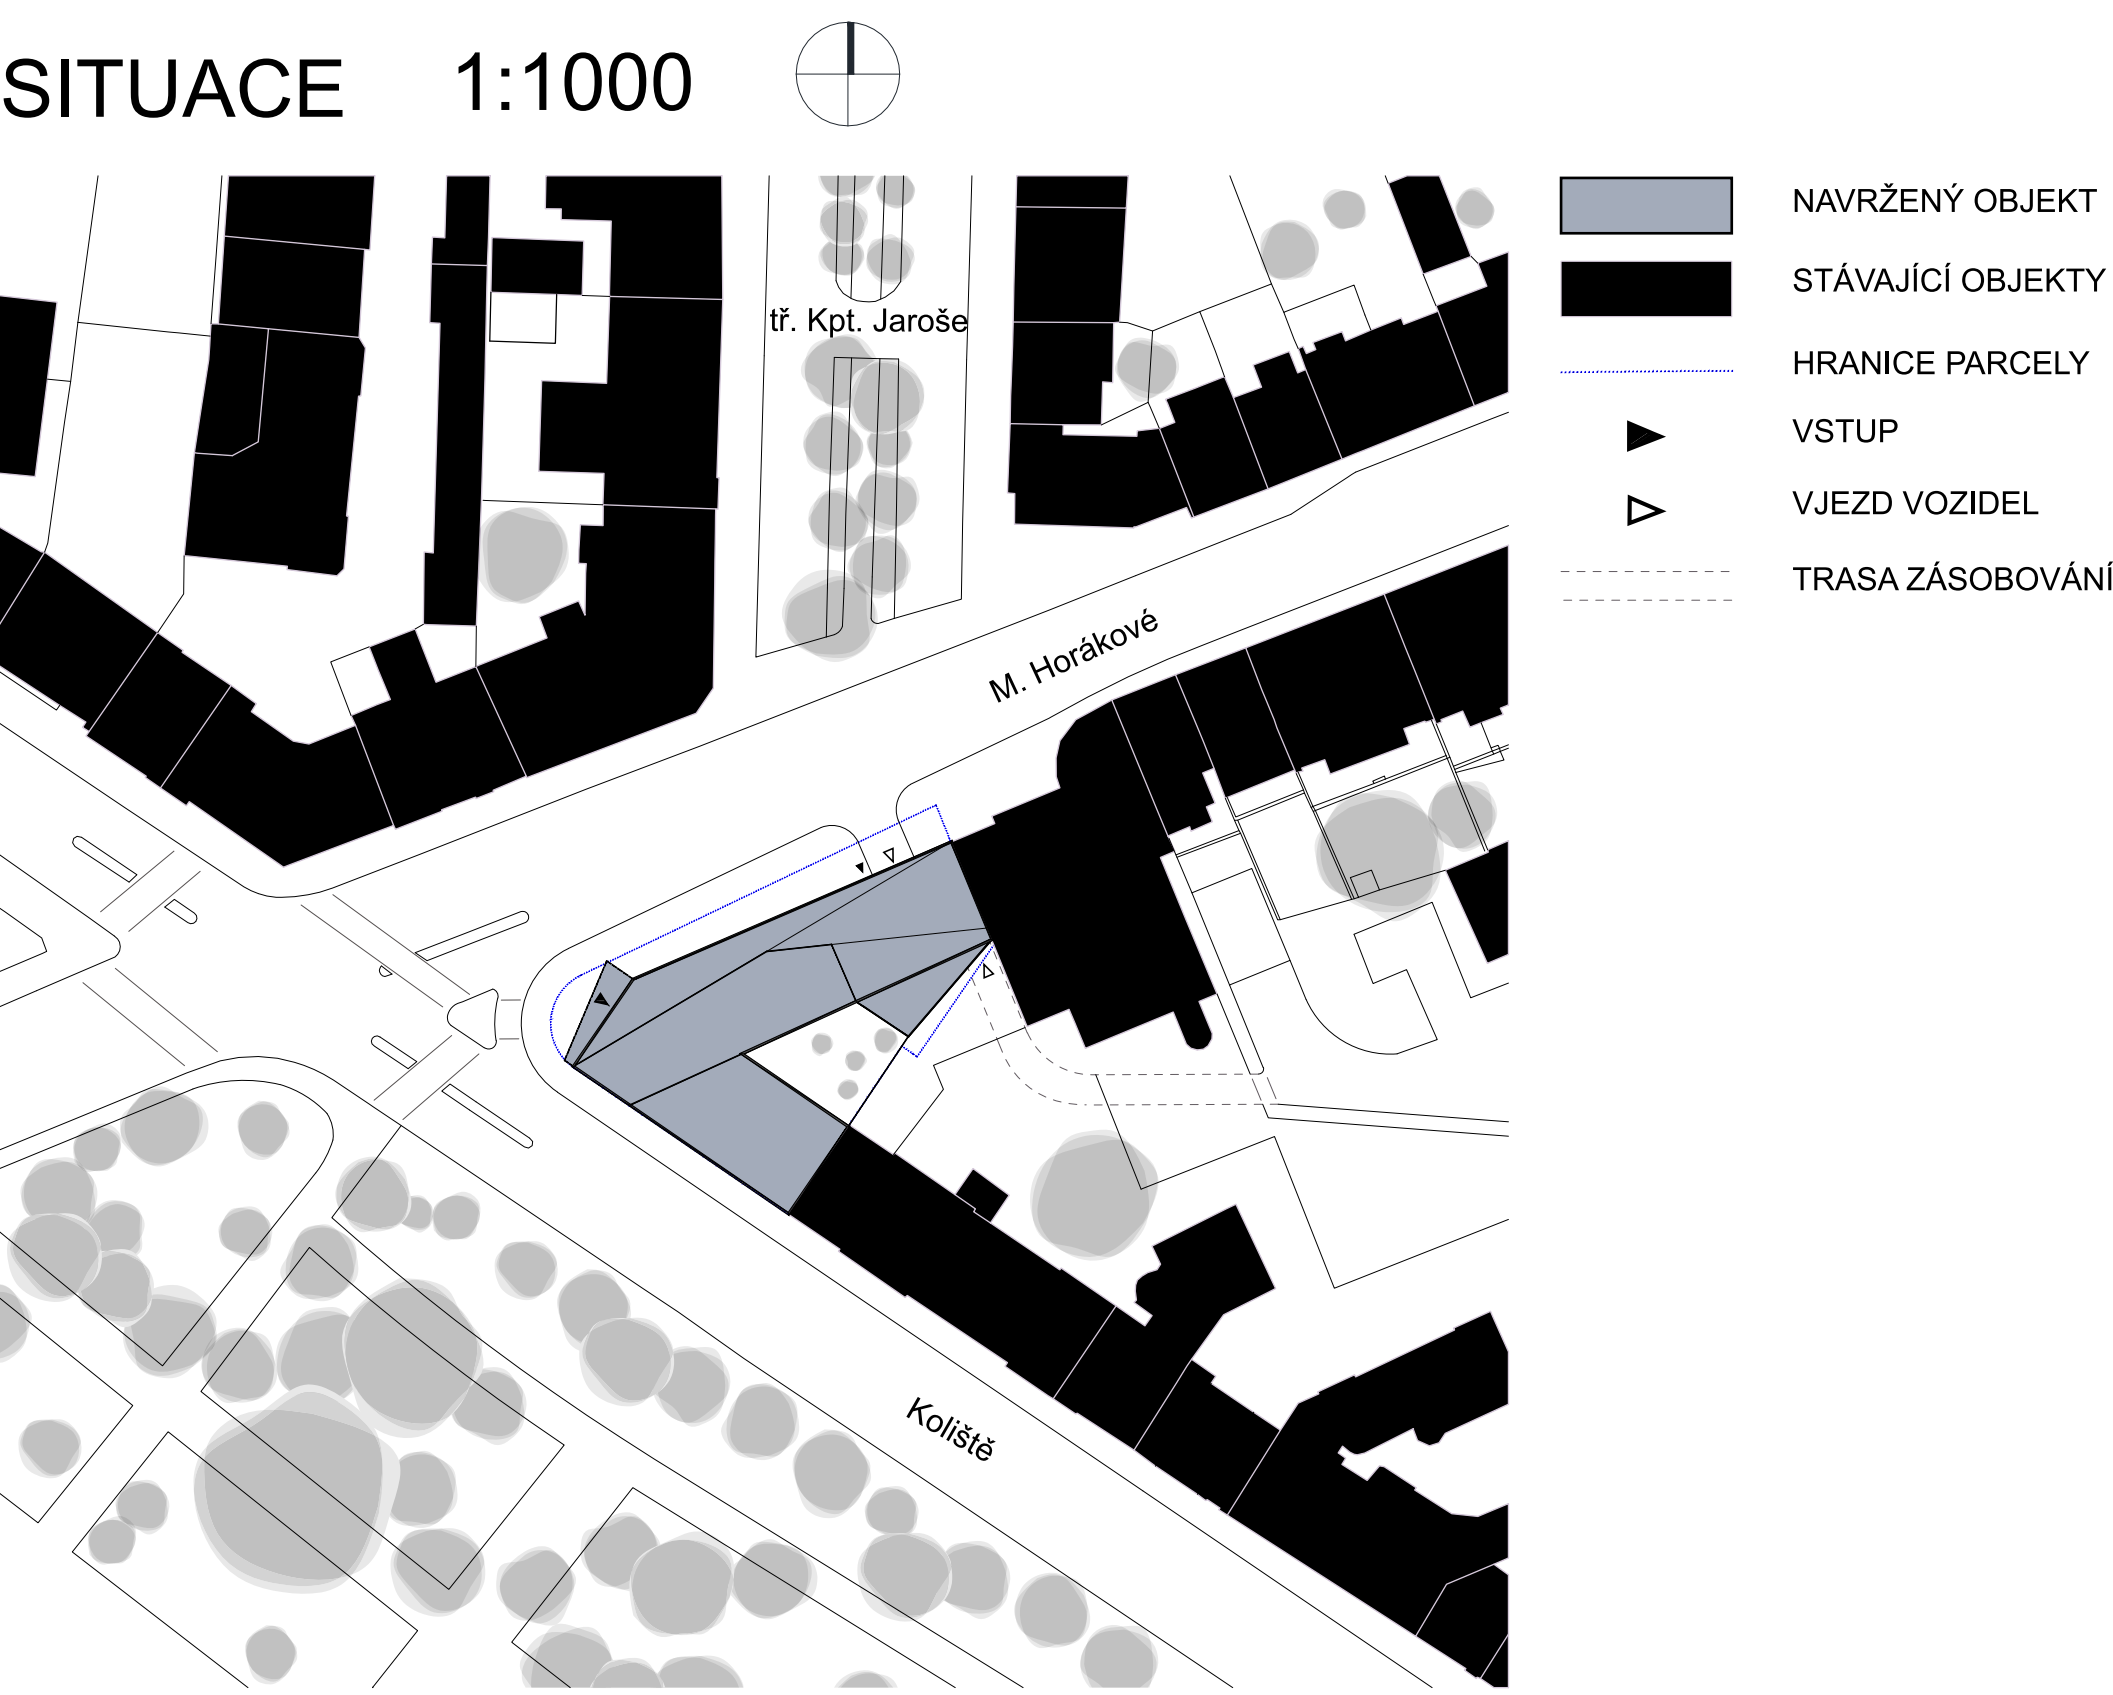 SITUACE 1:1000
NAVRŽENÝ OBJEKT
STÁVAJÍCÍ OBJEKTY
HRANICE PARCELY
VSTUP
VJEZD VOZIDEL
TRASA ZÁSOBOVÁNÍ
tř. Kpt. Jaroše
M. Horákové
Koliště